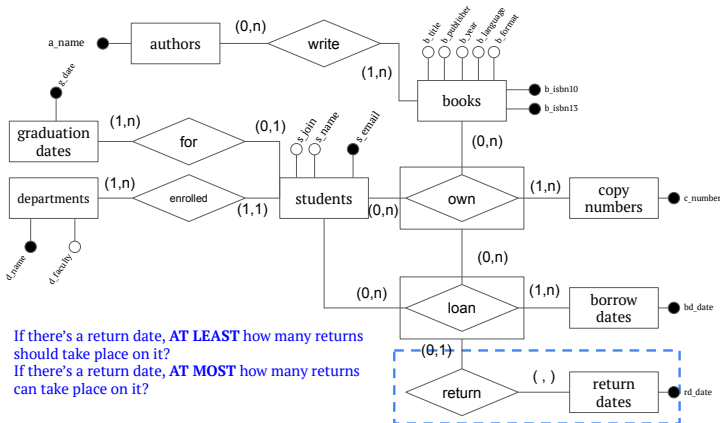 a_name
authors
(0,n)
write
(1,n)
b_title
b_publisher
b_year
b_language
b_format
books
b_isbn10
b_isbn13
(0,n)
g_date
graduation
dates
(1,n)
for
(0,1)
s_join
s_name
s_email
departments
(1,n)
enrolled
(1,1)
students
(0,n)
own
(1,n)
copy
numbers
c_number
d_name
d_faculty
(0,n)
(0,n)
loan
(1,n)
borrow
dates
bd_date
If there's a return date, AT LEAST how many returns
should take place on it?
If there's a return date, AT MOST how many returns
can take place on it?
(0,1)
return
( , )
return
dates
rd_date